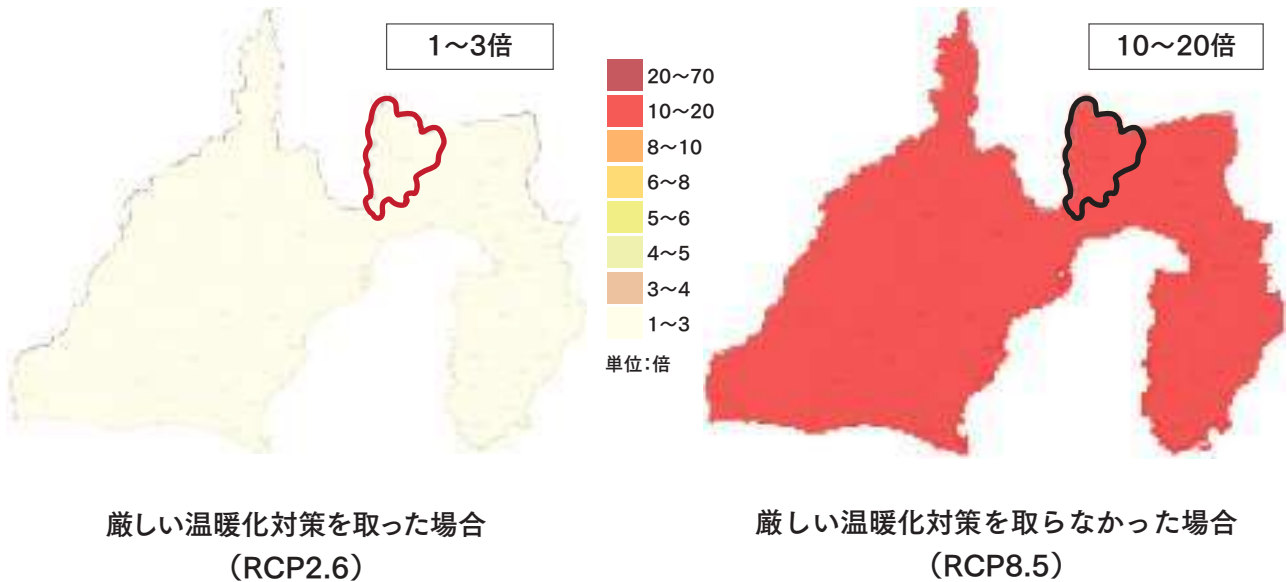 1～3倍
20～70
10～20
8～10
6～8
5～6
4～5
3～4
1～3
単位：倍
10～20倍
厳しい温暖化対策を取った場合
（RCP2.6）
厳しい温暖化対策を取らなかった場合
（RCP8.5）